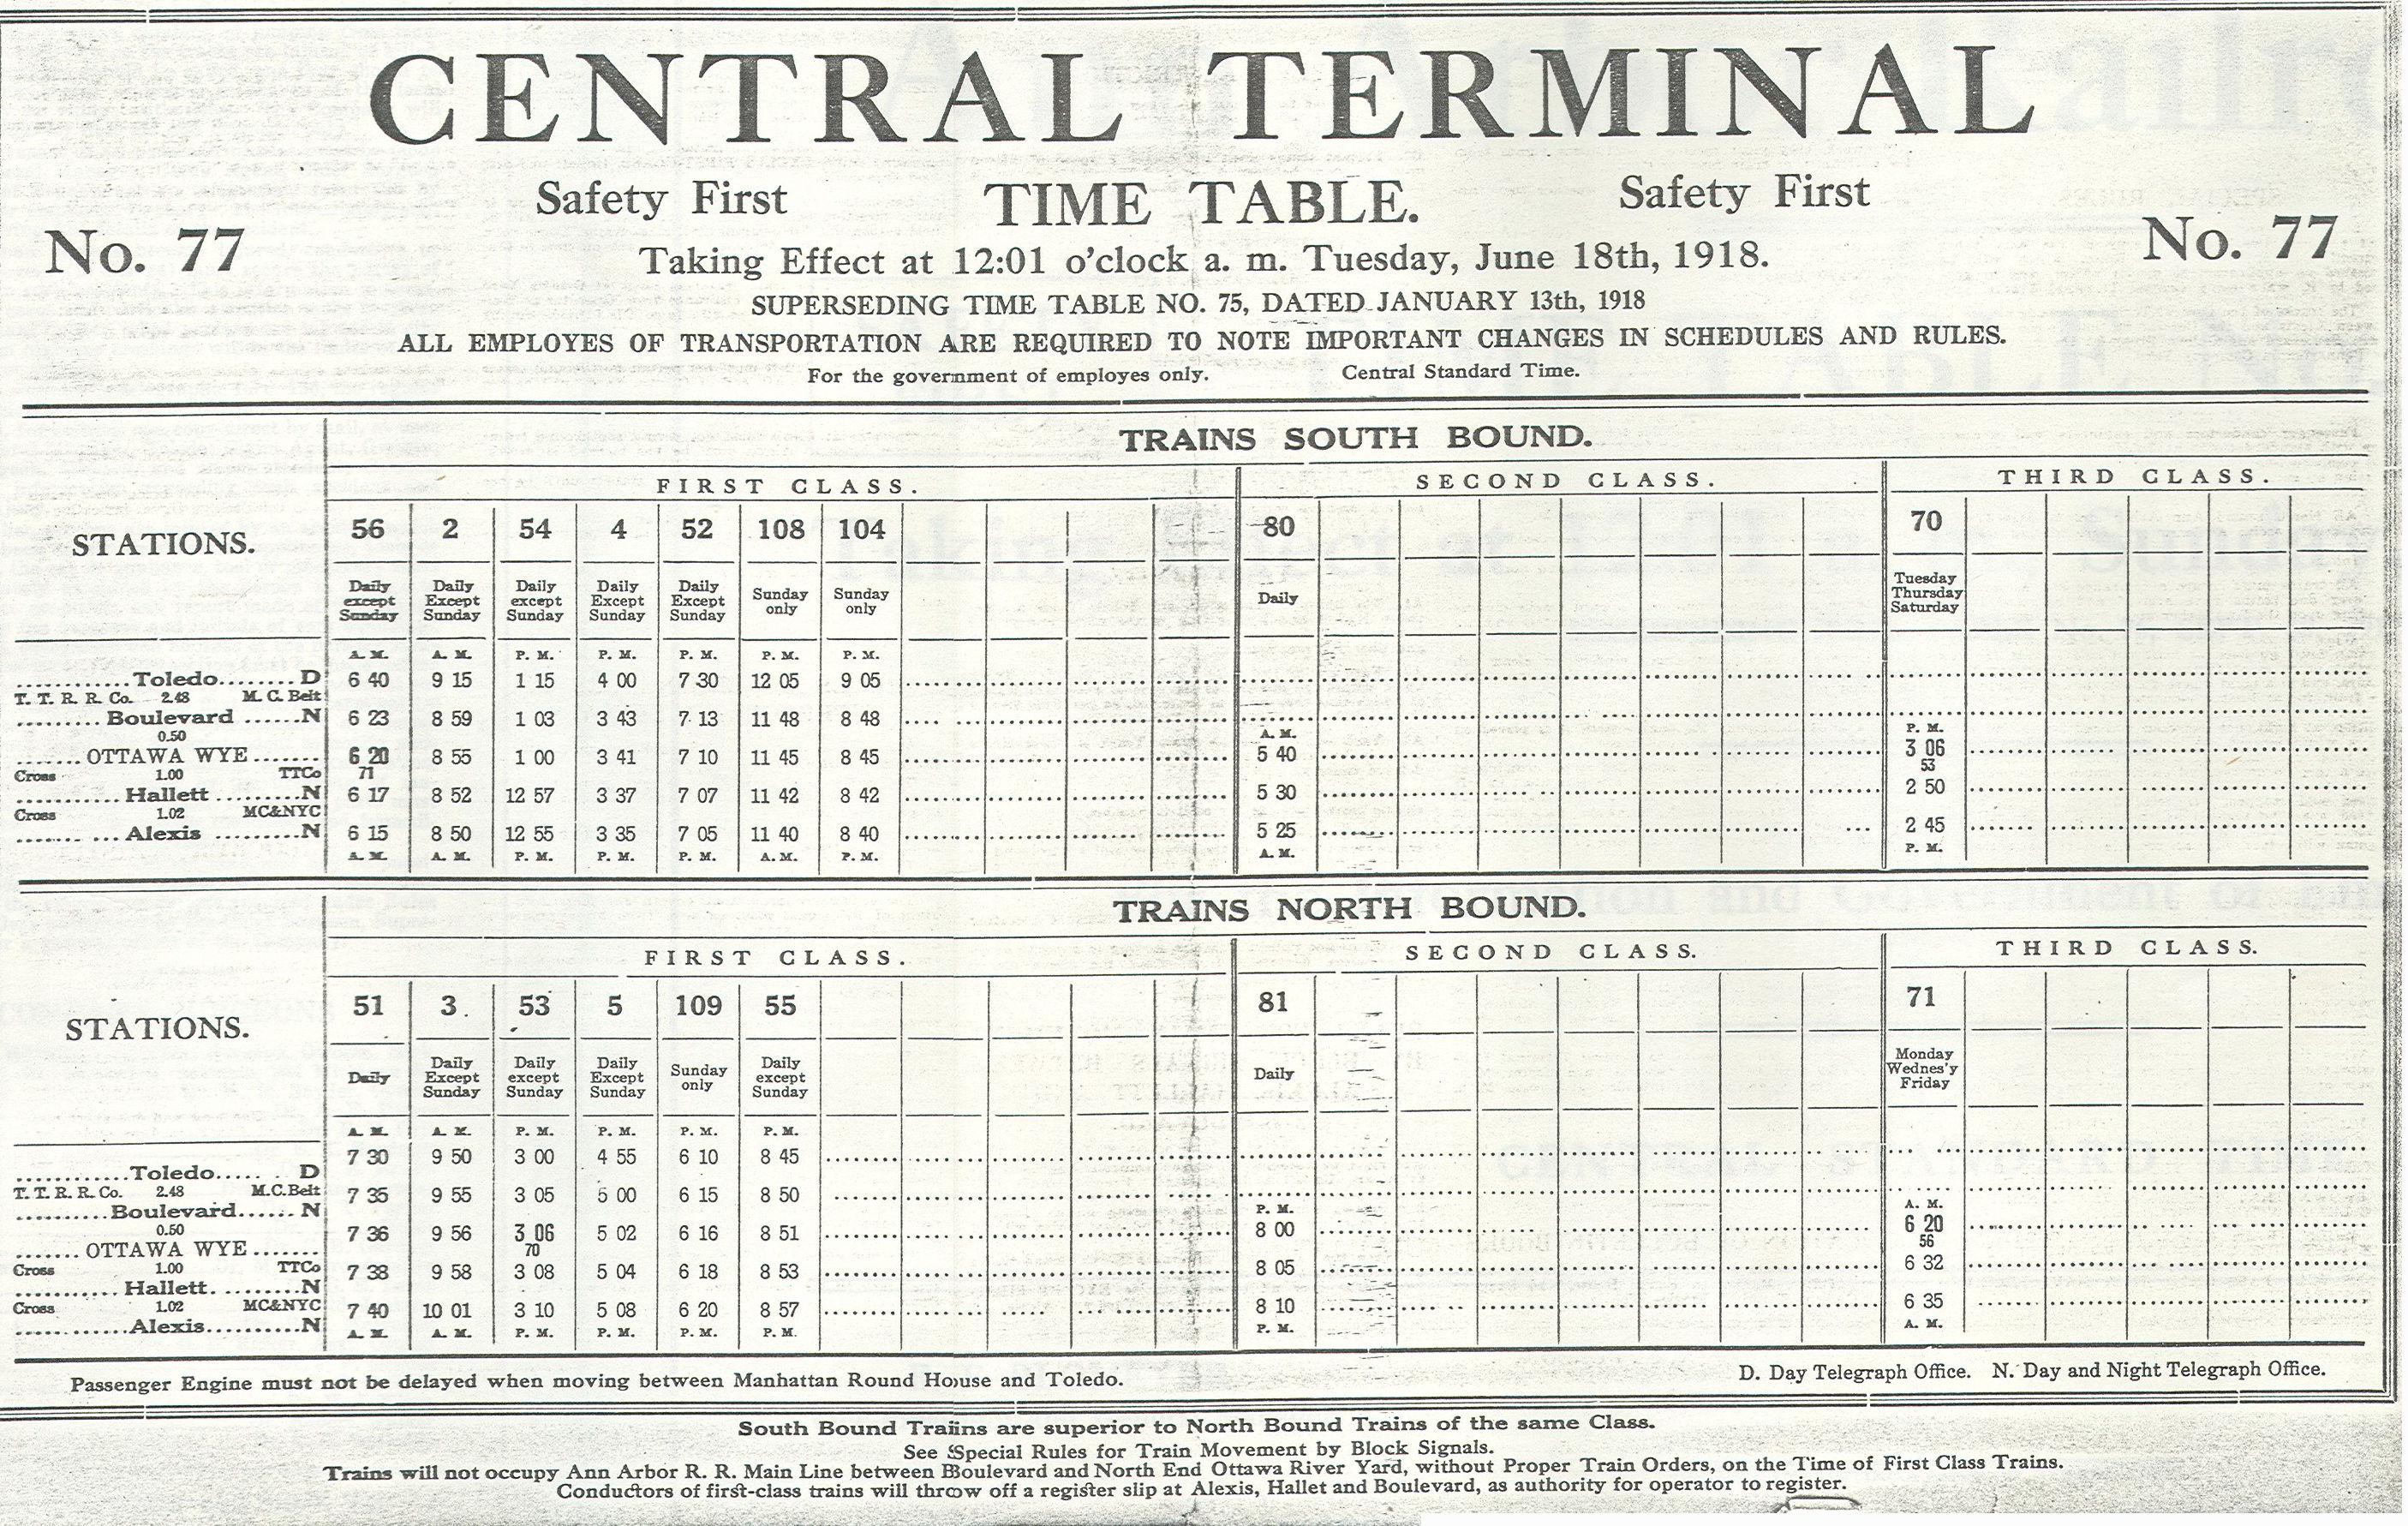 CENTRAL TERMINAL
Safety First TIME TABLE. Safety First
No. 77 No. 77
Taking Effect at 12:01 o'clock a. m. Tuesday, June 18th, 1918.
SUPERSEDING TIME TABLE NO. 75, DATED JANUARY 13th, 1918
ALL EMPLOYES OF TRANSPORTATION ARE REQUIRED TO NOTE IMPORTANT CHANGES IN SCHEDULES AND RULES.
For the government of employes only. Central Standard Time.
TRAINS SOUTH BOUND.
FIRST CLASS. SECOND CLASS. THIRD CLASS.
STATIONS. 56 2 54 4 52 108 104 80 70
Daily except Sunday Daily Except Sunday Daily except Sunday Daily Except Sunday Daily Except Sunday Sunday only Sunday only Daily Tuesday Thursday Saturday
A. M. A. M. P. M. P. M. P. M. P. M. P. M.
Toledo D 6 40 9 15 1 15 4 00 7 30 12 05 9 05
T. T. R. R. Co. 2.48 M. C. Belt
Boulevard N 6 23 8 59 1 03 3 43 7 13 11 48 8 48
0.50 A. M. P. M.
OTTAWA WYE 6 20 8 55 1 00 3 41 7 10 11 45 8 45 5 40 3 06
Cross 1.00 TTCo 71 53
Hallett N 6 17 8 52 12 57 3 37 7 07 11 42 8 42 5 30 2 50
Cross 1.02 MC&NYC
Alexis N 6 15 8 50 12 55 3 35 7 05 11 40 8 40 5 25 2 45
A. M. A. M. P. M. P. M. P. M. A. M. P. M. A. M. P. M.
TRAINS NORTH BOUND.
FIRST CLASS. SECOND CLASS. THIRD CLASS.
STATIONS. 51 3. 53 5 109 55 81 71
Daily Daily Except Sunday Daily except Sunday Daily Except Sunday Sunday only Daily except Sunday Daily Monday Wednes'y Friday
A. M. A. M. P. M. P. M. P. M. P. M.
Toledo D 7 30 9 50 3 00 4 55 6 10 8 45
T. T. R. R. Co. 2.48 M.C.Belt
Boulevard N 7 35 9 55 3 05 5 00 6 15 8 50
0.50 P. M. A. M.
OTTAWA WYE 7 36 9 56 3 06 5 02 6 16 8 51 8 00 6 20
Cross 1.00 TTCo 70 56
Hallett. N 7 38 9 58 3 08 5 04 6 18 8 53 8 05 6 32
Cross 1.02 MC&NYC
Alexis N 7 40 10 01 3 10 5 08 6 20 8 57 8 10 6 35
A. M. A. M. P. M. P. M. P. M. P. M. P. M. A. M.
Passenger Engine must not be delayed when moving between Manhattan Round House and Toledo. D. Day Telegraph Office. N. Day and Night Telegraph Office.
South Bound Trains are superior to North Bound Trains of the same Class.
See Special Rules for Train Movement by Block Signals.
Trains will not occupy Ann Arbor R. R. Main Line between Boulevard and North End Ottawa River Yard, without Proper Train Orders, on the Time of First Class Trains.
Conductors of first-class trains will throw off a register slip at Alexis, Hallet and Boulevard, as authority for operator to register.